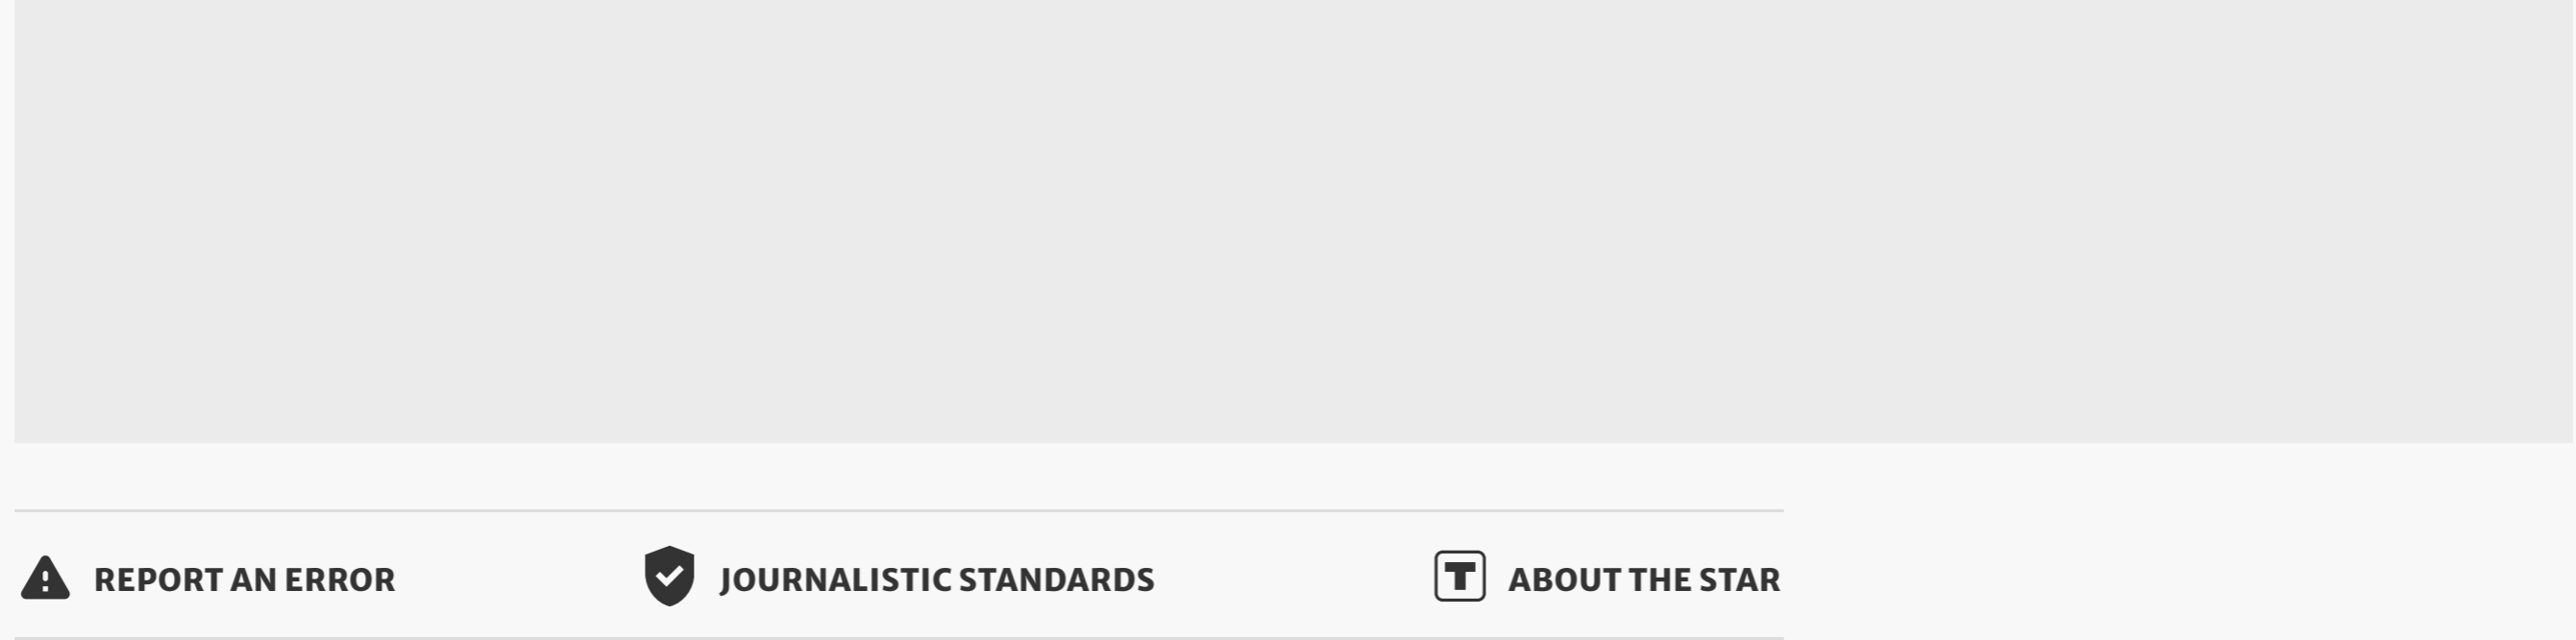 REPORT AN ERROR
JOURNALISTIC STANDARDS
T ABOUT THE STAR